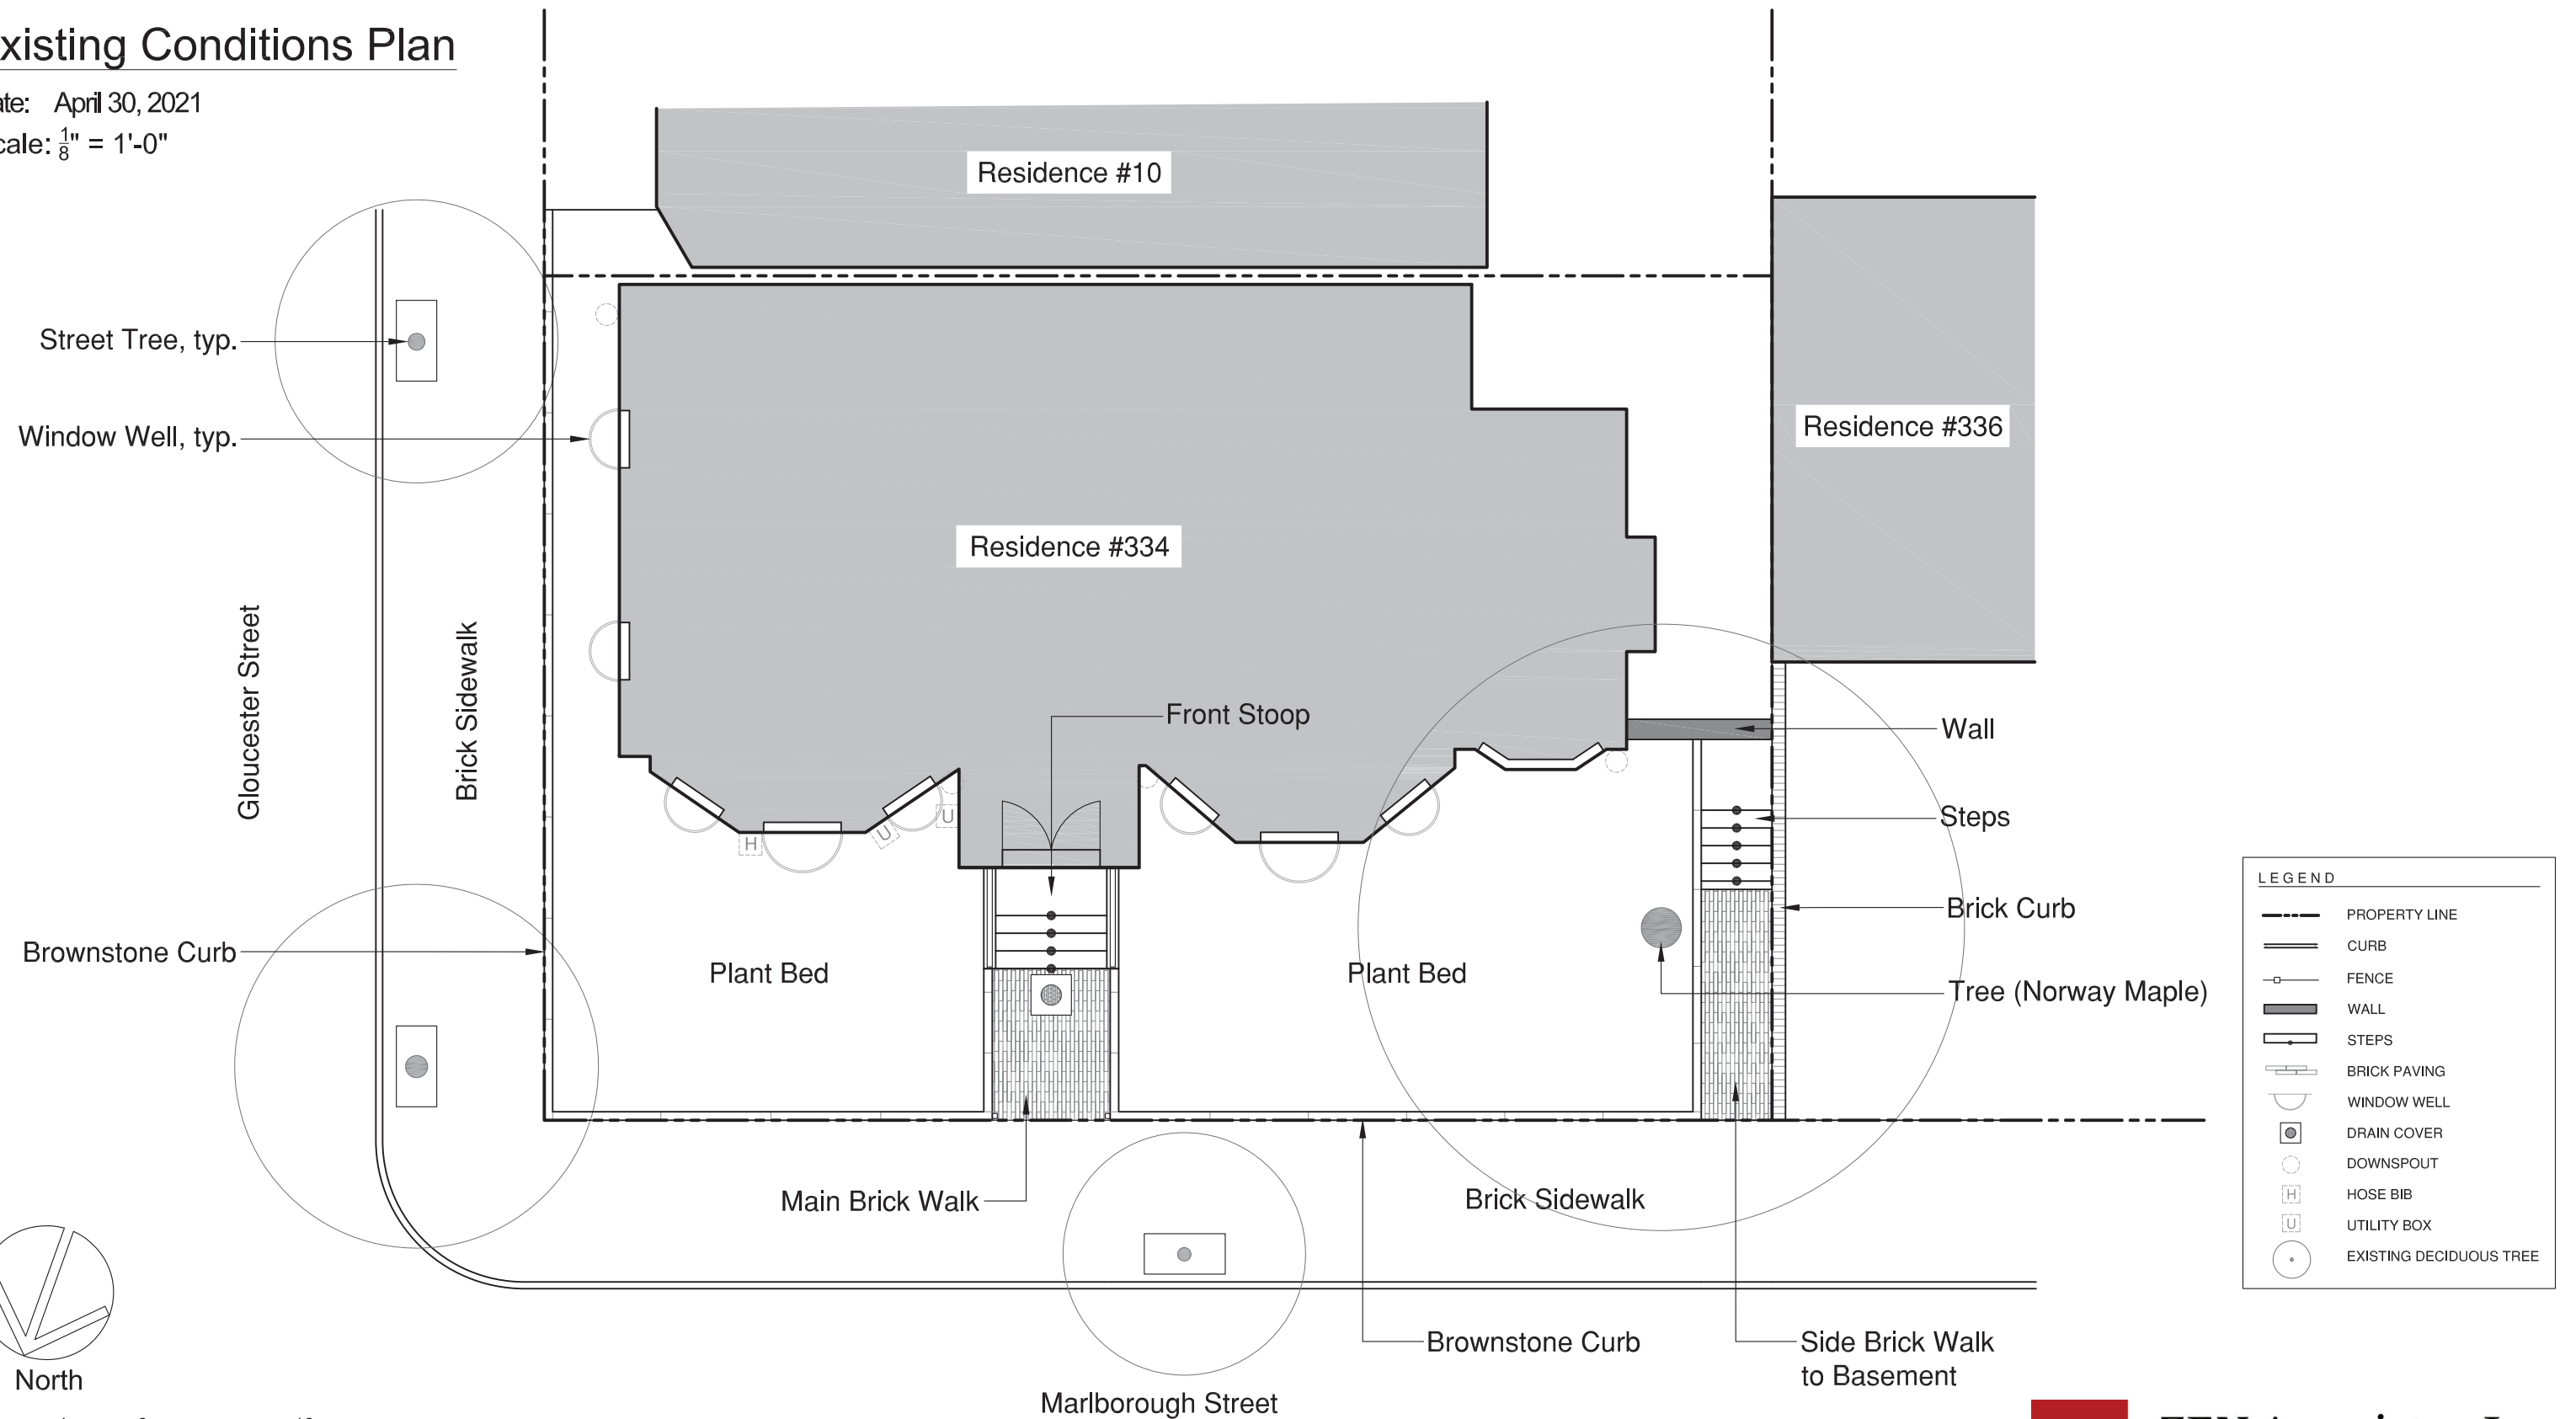 xisting Conditions Plan
ate: April 30, 2021
cale: 1/8" = 1'-0"
Residence #10
Street Tree, typ.
Window Well, typ.
Residence #336
Residence #334
Gloucester Street
Brick Sidewalk
Front Stoop
Wall
Steps
H
U
U
Brick Curb
Brownstone Curb
Plant Bed
Plant Bed
Tree (Norway Maple)
Main Brick Walk
Brick Sidewalk
Brownstone Curb
Side Brick Walk
to Basement
North
Marlborough Street
LEGEND
PROPERTY LINE
CURB
FENCE
WALL
STEPS
BRICK PAVING
WINDOW WELL
DRAIN COVER
DOWNSPOUT
H HOSE BIB
U UTILITY BOX
EXISTING DECIDUOUS TREE